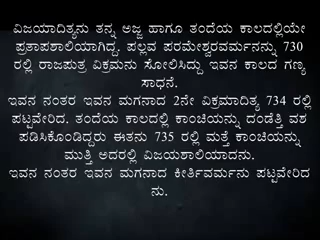 ವಿಜಯಾದಿತ್ಯನು ತನ್ನ ಅಜ್ಜ ಹಾಗೂ ತಂದೆಯ ಕಾಲದಲ್ಲಿಯೇ
ಪ್ರತಾಪಶಾಲಿಯಾಗಿದ್ದ. ಪಲ್ಲವ ಪರಮೇಶ್ವರವರ್ಮನನ್ನು 730
ರಲ್ಲಿ ರಾಜಪುತ್ರ ವಿಕ್ರಮನು ಸೋಲಿಸಿದ್ದು ಇವನ ಕಾಲದ ಗಣ್ಯ
ಸಾಧನೆ.
ಇವನ ನಂತರ ಇವನ ಮಗನಾದ 2ನೇ ವಿಕ್ರಮಾದಿತ್ಯ 734 ರಲ್ಲಿ
ಪಟ್ಟವೇರಿದ. ತಂದೆಯ ಕಾಲದಲ್ಲಿ ಕಾಂಚಿಯನ್ನು ದಂಡೆತ್ತಿ ವಶ
ಪಡಿಸಿಕೊಂಡಿದ್ದರು ಈತನು 735 ರಲ್ಲಿ ಮತ್ತೆ ಕಾಂಚಿಯನ್ನು
ಮುತ್ತಿ ಅದರಲ್ಲಿ ವಿಜಯಶಾಲಿಯಾದನು.
ಇವನ ನಂತರ ಇವನ ಮಗನಾದ ಕೀರ್ತಿವರ್ಮನು ಪಟ್ಟವೇರಿದ
ನು.